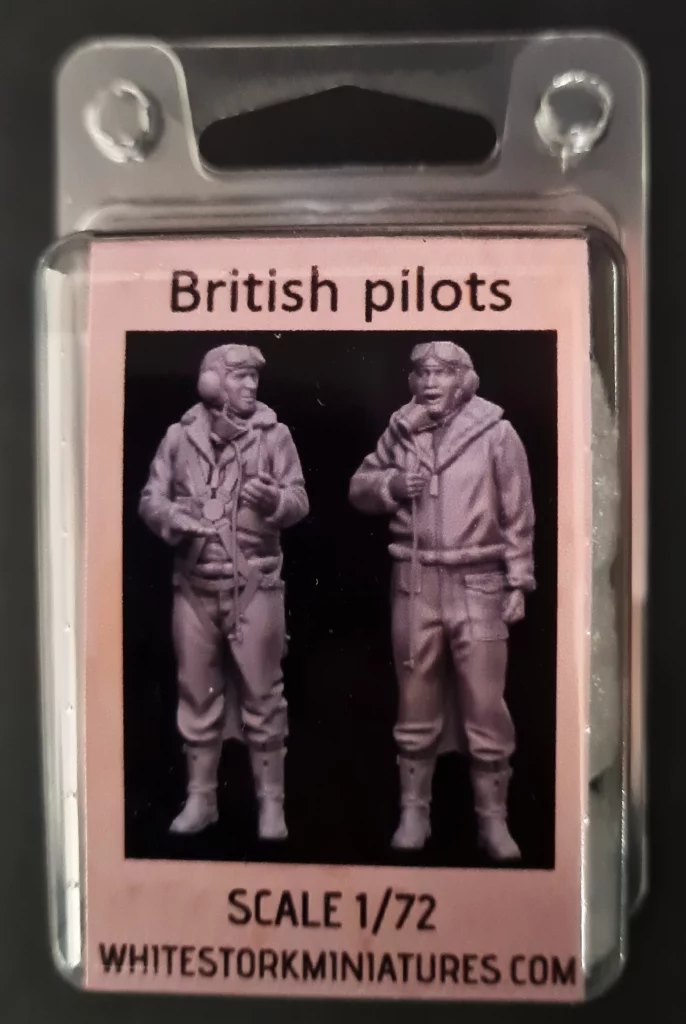 British pilots
SCALE 1/72
WHITESTORKMINIATURES.COM